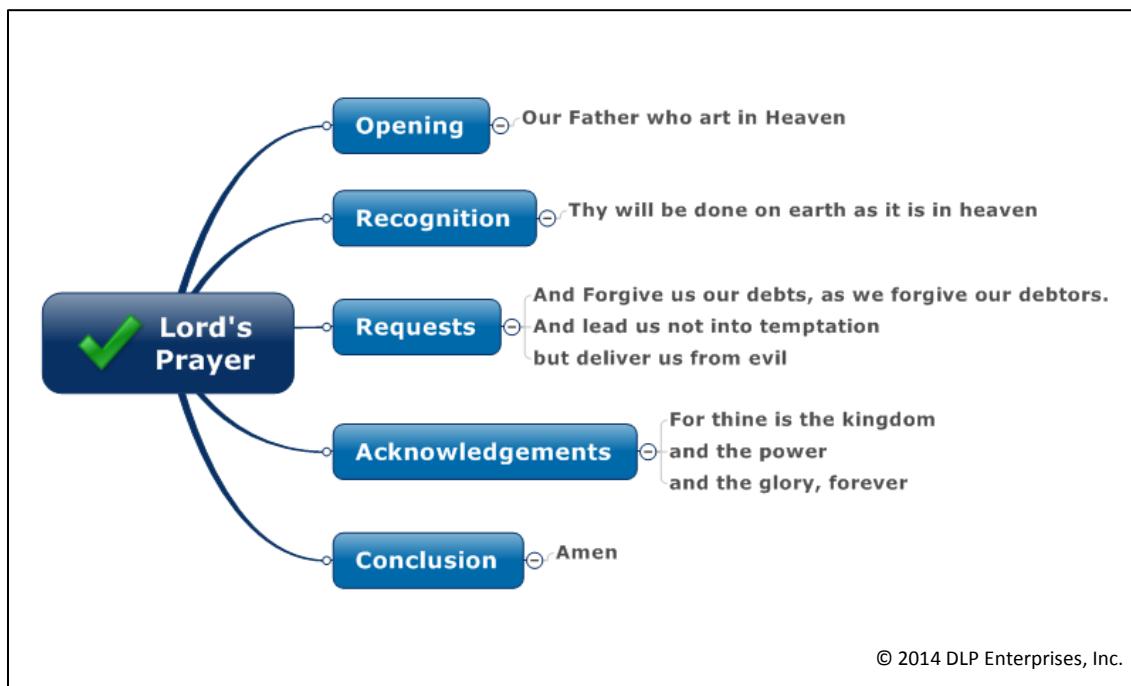 Lord's
Prayer
Opening
Our Father who art in Heaven
Recognition
Thy will be done on earth as it is in heaven
Requests
And Forgive us our debts, as we forgive our debtors.
And lead us not into temptation
but deliver us from evil
Acknowledgements
For thine is the kingdom
and the power
and the glory, forever
Conclusion
Amen
© 2014 DLP Enterprises, Inc.